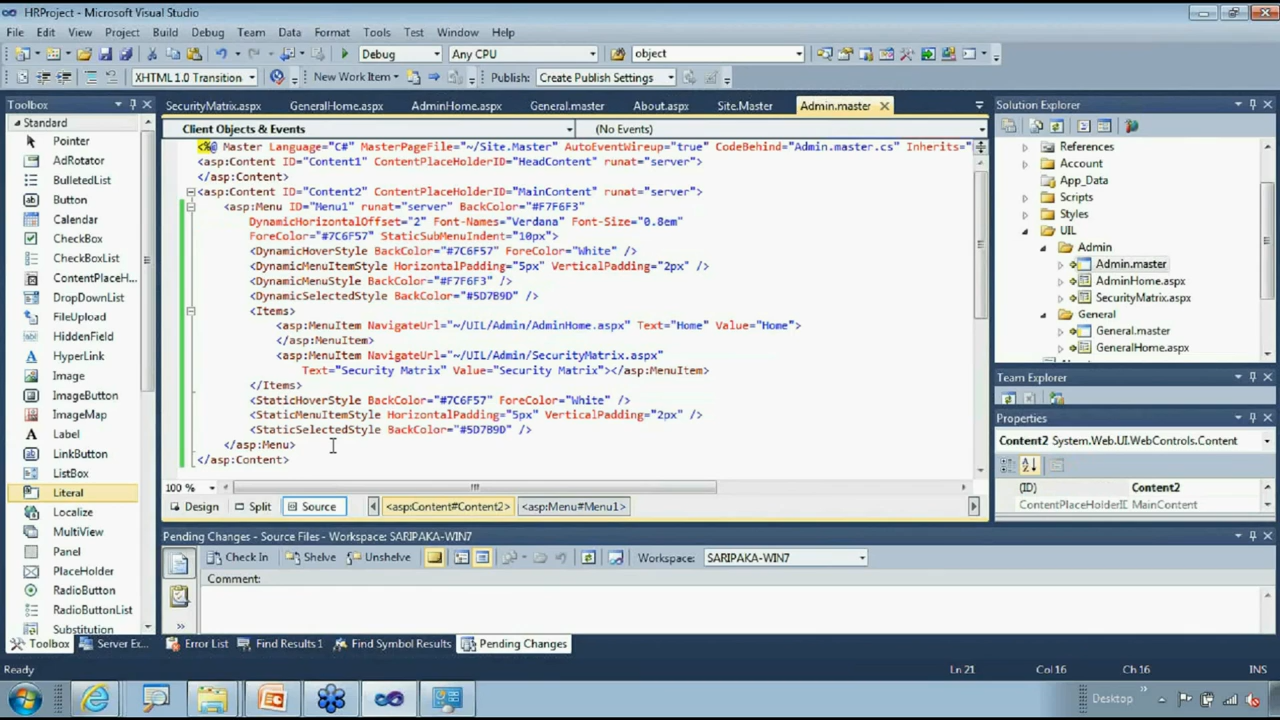 HRProject - Microsoft Visual Studio
File Edit View Project Build Debug Team Data Format Tools Test Window Help
Debug Any CPU object
XHTML 1.0 Transition New Work Item Publish: Create Publish Settings
Toolbox
Standard
Pointer
AdRotator
BulletedList
Button
Calendar
CheckBox
CheckBoxList
ContentPlaceH...
DropDownList
FileUpload
HiddenField
HyperLink
Image
ImageButton
ImageMap
Label
LinkButton
ListBox
Literal
Localize
MultiView
Panel
PlaceHolder
RadioButton
RadioButtonList
Substitution
Toolbox Server Ex...
SecurityMatrix.aspx GeneralHome.aspx AdminHome.aspx General.master About.aspx Site.Master Admin.master
Client Objects & Events (No Events)
<%@ Master Language="C#" MasterPageFile="~/Site.Master" AutoEventWireup="true" CodeBehind="Admin.master.cs" Inherits="
<asp:Content ID="Content1" ContentPlaceHolderID="HeadContent" runat="server">
</asp:Content>
<asp:Content ID="Content2" ContentPlaceHolderID="MainContent" runat="server">
<asp:Menu ID="Menu1" runat="server" BackColor="#F7F6F3"
DynamicHorizontalOffset="2" Font-Names="Verdana" Font-Size="0.8em"
ForeColor="#7C6F57" StaticSubMenuIndent="10px">
<DynamicHoverStyle BackColor="#7C6F57" ForeColor="White" />
<DynamicMenuItemStyle HorizontalPadding="5px" VerticalPadding="2px" />
<DynamicMenuStyle BackColor="#F7F6F3" />
<DynamicSelectedStyle BackColor="#5D7B9D" />
<Items>
<asp:MenuItem NavigateUrl="~/UIL/Admin/AdminHome.aspx" Text="Home" Value="Home">
</asp:MenuItem>
<asp:MenuItem NavigateUrl="~/UIL/Admin/SecurityMatrix.aspx"
Text="Security Matrix" Value="Security Matrix"></asp:MenuItem>
</Items>
<StaticHoverStyle BackColor="#7C6F57" ForeColor="White" />
<StaticMenuItemStyle HorizontalPadding="5px" VerticalPadding="2px" />
<StaticSelectedStyle BackColor="#5D7B9D" />
</asp:Menu>
</asp:Content>
100 %
Design Split Source <asp:Content#Content2> <asp:Menu#Menu1>
Pending Changes - Source Files - Workspace: SARIPAKA-WIN7
Check In Shelve Unshelve Workspace: SARIPAKA-WIN7
Comment:
Error List Find Results 1 Find Symbol Results Pending Changes
Solution Explorer
References
Account
App_Data
Scripts
Styles
UIL
Admin
Admin.master
AdminHome.aspx
SecurityMatrix.aspx
General
General.master
GeneralHome.aspx
Team Explorer
Properties
Content2 System.Web.UI.WebControls.Content
(ID) Content2
ContentPlaceHolderID MainContent
Ready Ln 21 Col 16 Ch 16 INS
Desktop